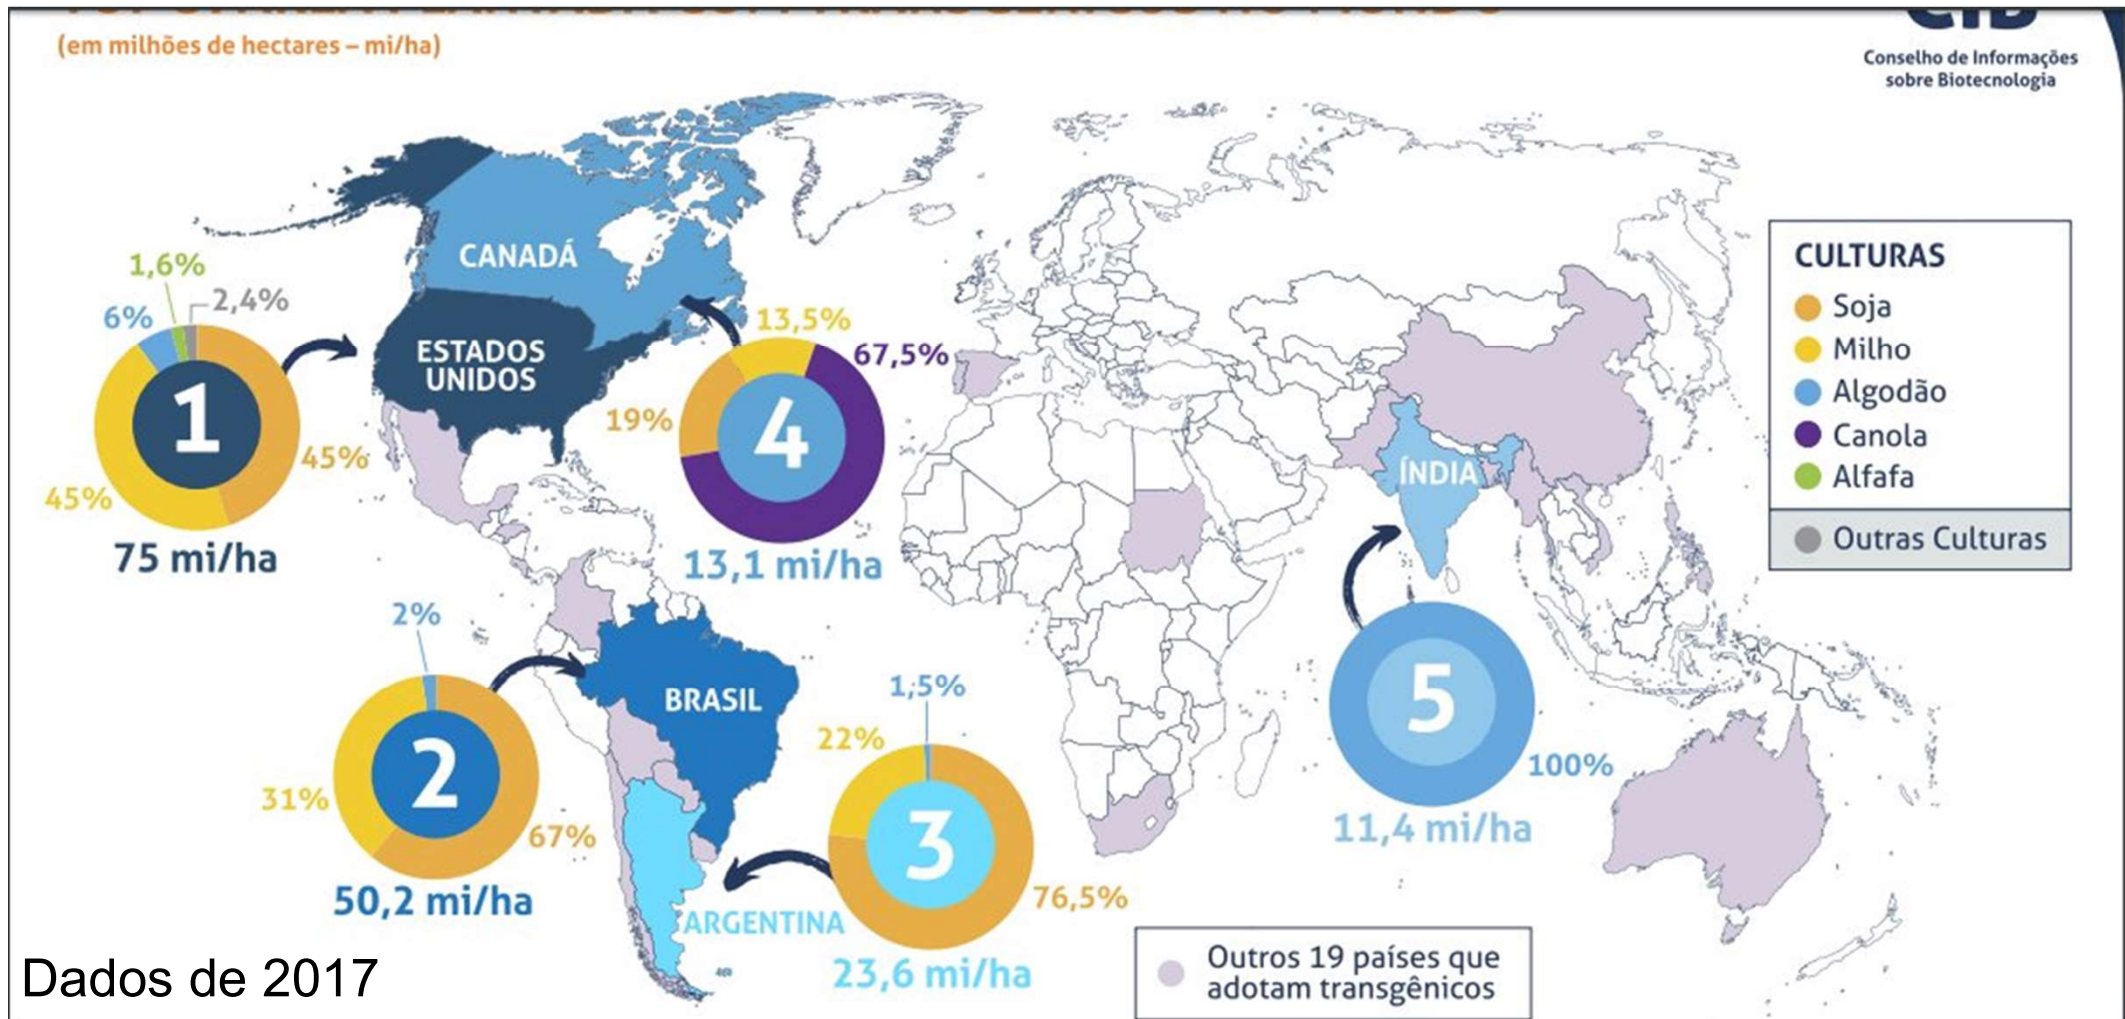 (em milhões de hectares – mi/ha)
Conselho de Informações
sobre Biotecnologia
CANADÁ
ESTADOS
UNIDOS
1,6%
2,4%
6%
1
45%
45%
75 mi/ha
13,5%
67,5%
19%
4
13,1 mi/ha
ÍNDIA
CULTURAS
Soja
Milho
Algodão
Canola
Alfafa
Outras Culturas
2%
BRASIL
2
31%
67%
50,2 mi/ha
1,5%
22%
3
76,5%
ARGENTINA
23,6 mi/ha
5
100%
11,4 mi/ha
Outros 19 países que
adotam transgênicos
Dados de 2017